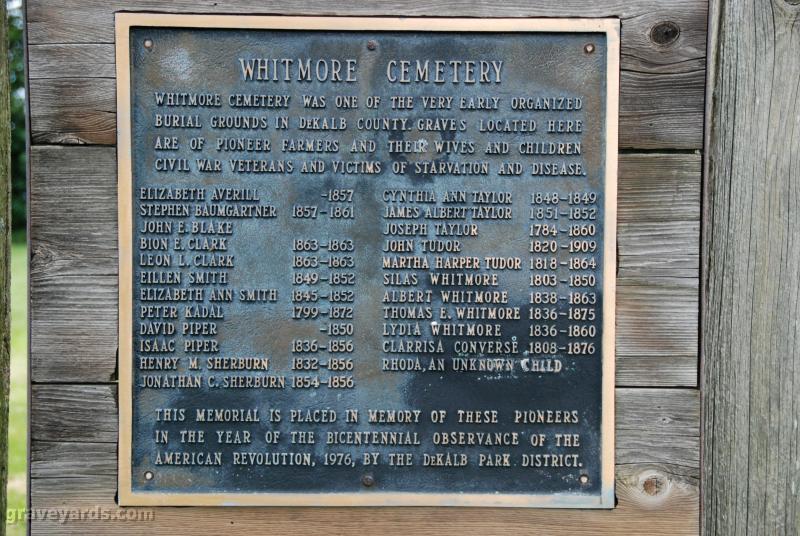 WHITMORE CEMETERY
WHITMORE CEMETERY WAS ONE OF THE VERY EARLY ORGANIZED
BURIAL GROUNDS IN DEKALB COUNTY. GRAVES LOCATED HERE
ARE OF PIONEER FARMERS AND THEIR WIVES AND CHILDREN
CIVIL WAR VETERANS AND VICTIMS OF STARVATION AND DISEASE.
ELIZABETH AVERILL -1857
STEPHEN BAUMGARTNER 1857-1861
JOHN E. BLAKE
BION E. CLARK 1863-1863
LEON L. CLARK 1863-1863
EILLEN SMITH 1849-1852
ELIZABETH ANN SMITH 1845-1852
PETER KADAL 1799-1872
DAVID PIPER -1850
ISAAC PIPER 1836-1856
HENRY M. SHERBURN 1832-1856
JONATHAN C. SHERBURN 1854-1856
CYNTHIA ANN TAYLOR 1848-1849
JAMES ALBERT TAYLOR 1851-1852
JOSEPH TAYLOR 1784-1860
JOHN TUDOR 1820-1909
MARTHA HARPER TUDOR 1818-1864
SILAS WHITMORE 1803-1850
ALBERT WHITMORE 1838-1863
THOMAS E. WHITMORE 1836-1875
LYDIA WHITMORE 1836-1860
CLARRISA CONVERSE 1808-1876
RHODA, AN UNKNOWN CHILD
THIS MEMORIAL IS PLACED IN MEMORY OF THESE PIONEERS
IN THE YEAR OF THE BICENTENNIAL OBSERVANCE OF THE
AMERICAN REVOLUTION, 1976, BY THE DEKALB PARK DISTRICT.
graveyards.com